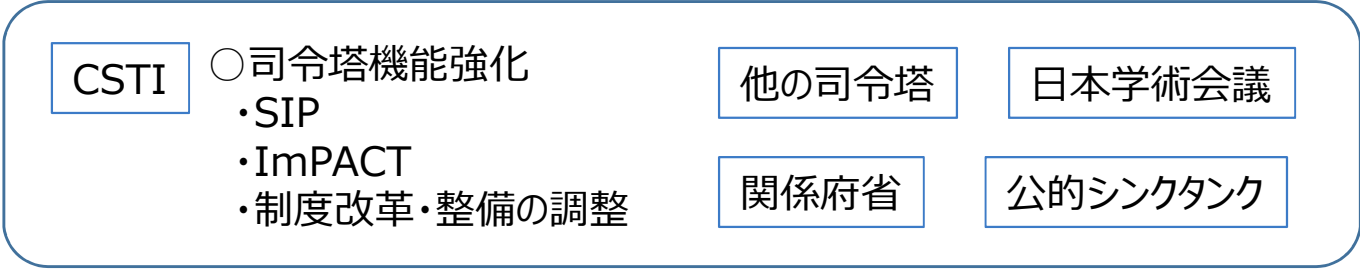 CSTI
○司令塔機能強化
・SIP
・ImPACT
・制度改革・整備の調整
他の司令塔
日本学術会議
関係府省
公的シンクタンク